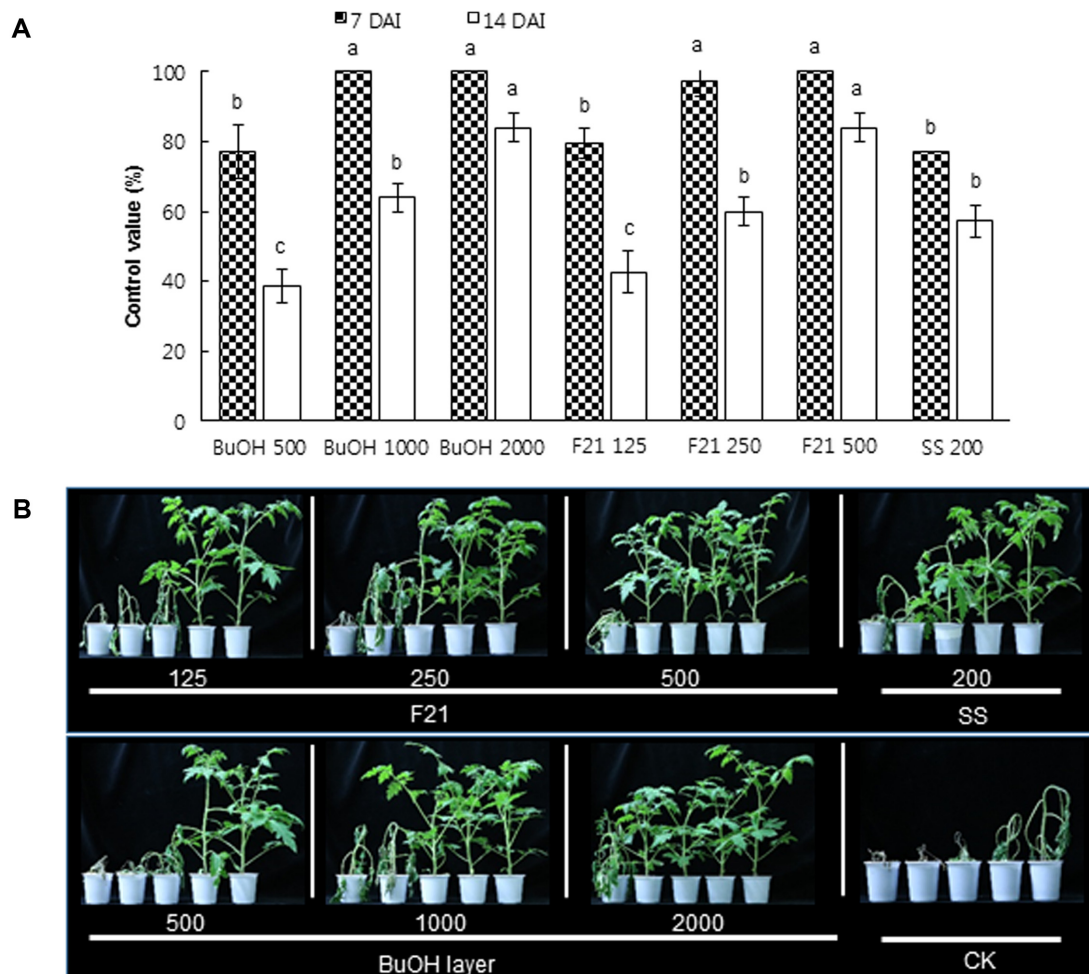 A
7 DAI 14 DAI
a a a a
b b b
a a
b b b
c c
100
80
60
40
20
0
Control value (%)
BuOH 500 BuOH 1000 BuOH 2000 F21 125 F21 250 F21 500 SS 200
B
125 250 500 200
F21 SS
500 1000 2000
BuOH layer CK